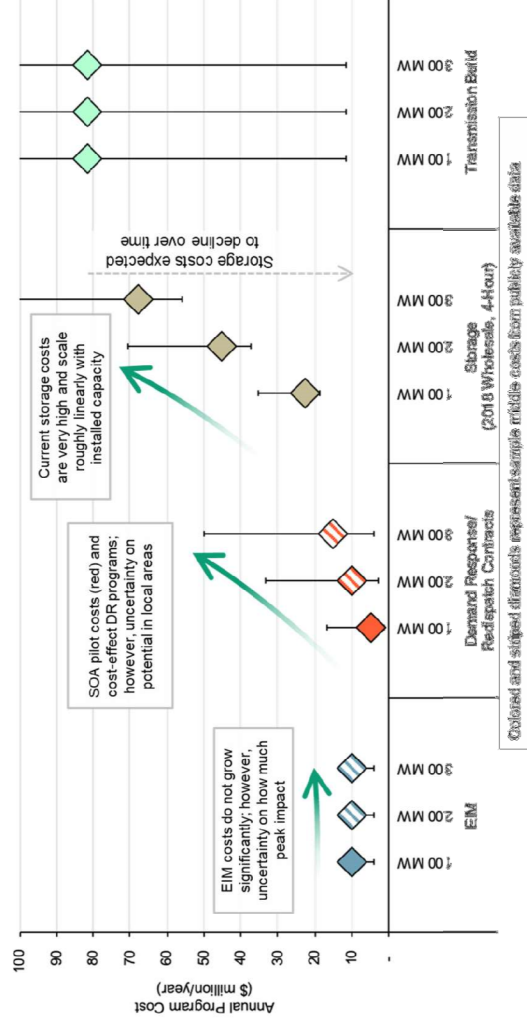 Annual Program Cost
($ million/year)
100
90
80
70
60
50
40
30
20
10
-
EIM costs do not grow
significantly; however,
uncertainty on how much
peak impact
SOA pilot costs (red) and
cost-effect DR programs;
however, uncertainty on
potential in local areas
Current storage costs
are very high and scale
roughly linearly with
installed capacity
Storage costs expected
to decline over time
100 MW
200 MW
300 MW
100 MW
200 MW
300 MW
100 MW
200 MW
300 MW
100 MW
200 MW
300 MW
EIM
Demand Response/
Redispatch Contracts
Storage
(2018 Wholesale, 4-Hour)
Transmission Build
Colored and striped diamonds represent sample middle costs from publicly available data